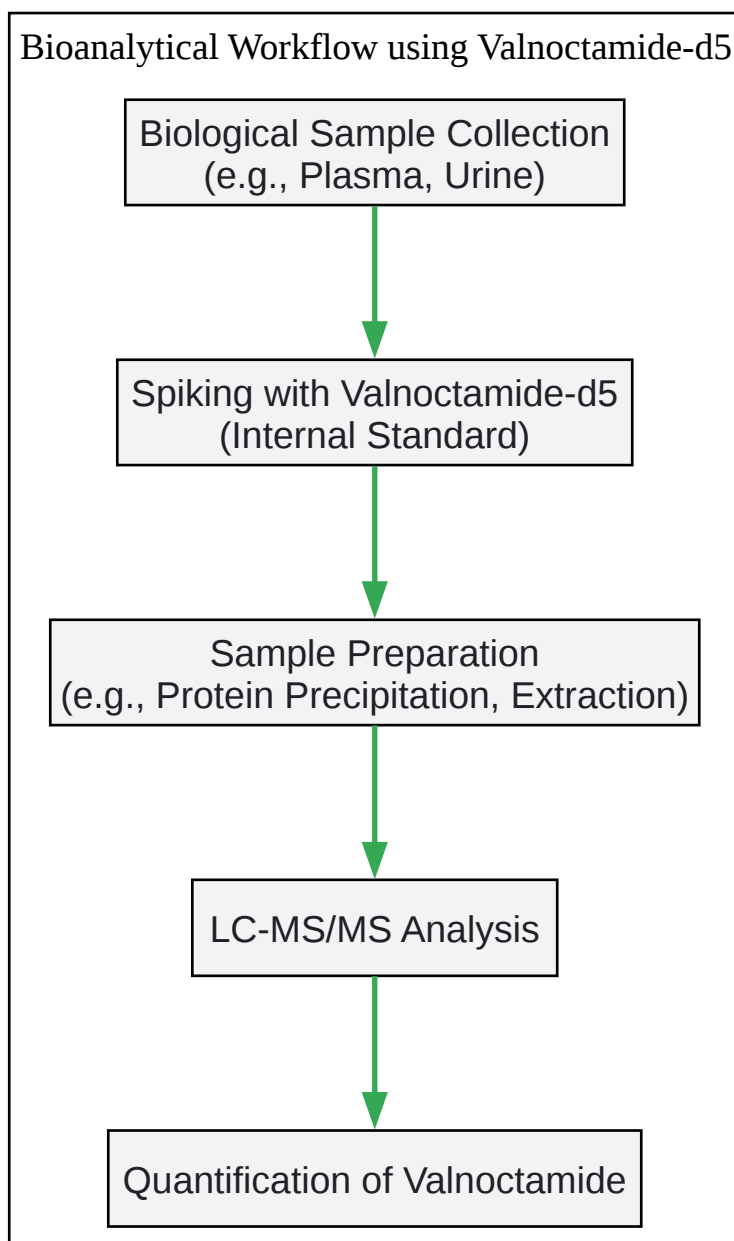 Bioanalytical Workflow using Valnoctamide-d5
Biological Sample Collection
(e.g., Plasma, Urine)
Spiking with Valnoctamide-d5
(Internal Standard)
Sample Preparation
(e.g., Protein Precipitation, Extraction)
LC-MS/MS Analysis
Quantification of Valnoctamide